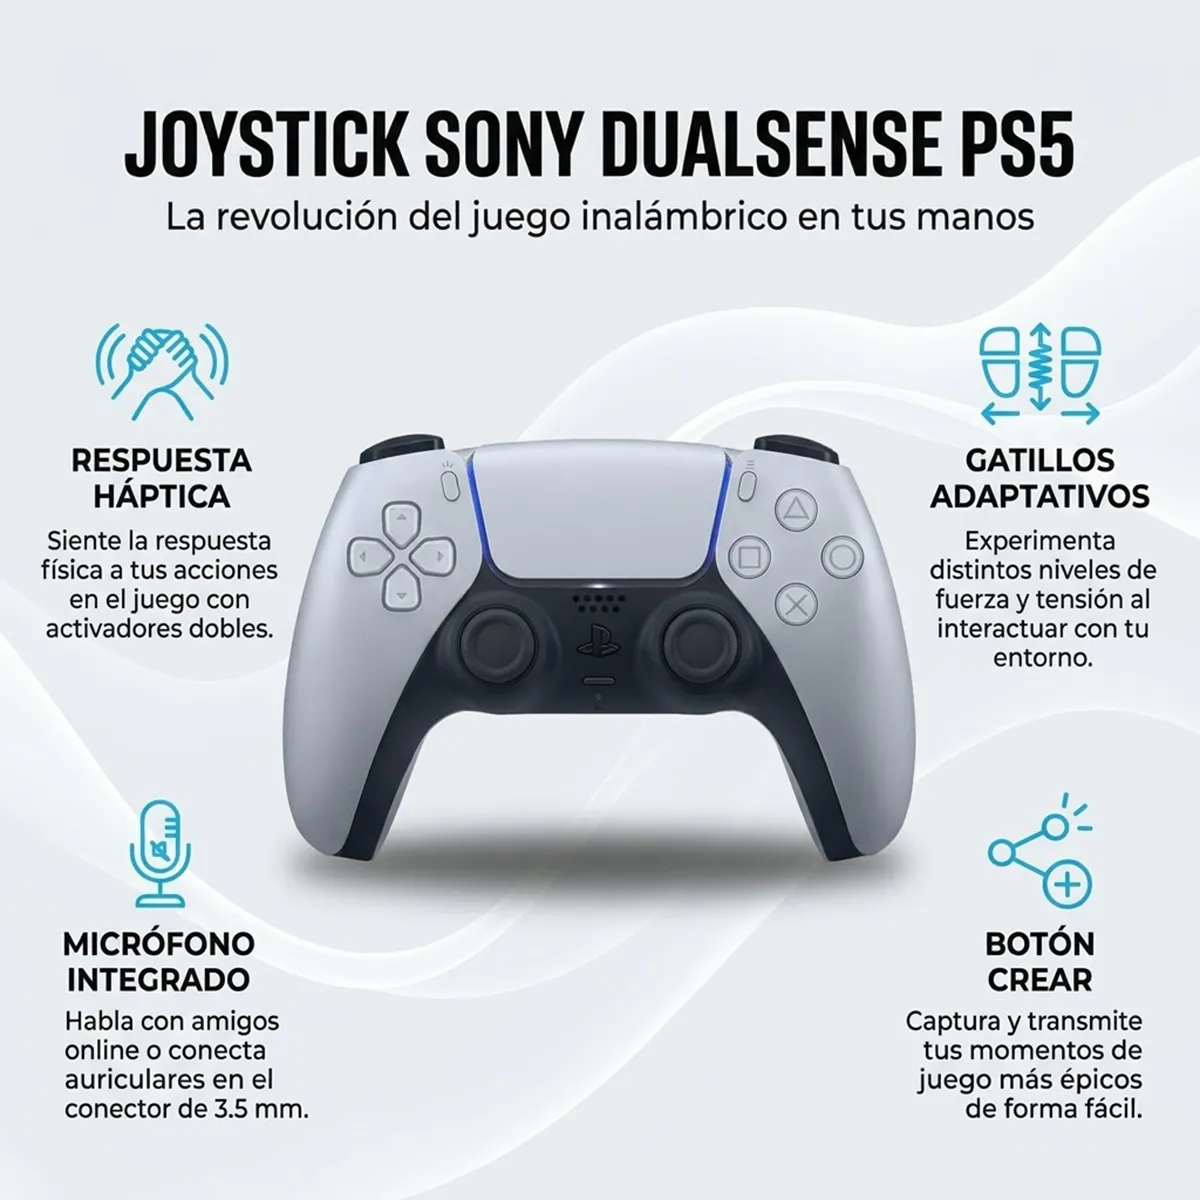 JOYSTICK SONY DUALSENSE PS5
La revolución del juego inalámbrico en tus manos
RESPUESTA
HÁPTICA
Siente la respuesta
física a tus acciones
en el juego con
activadores dobles.
GATILLOS
ADAPTATIVOS
Experimenta
distintos niveles de
fuerza y tensión al
interactuar con tu
entorno.
MICRÓFONO
INTEGRADO
Habla con amigos
online o conecta
auriculares en el
conector de 3.5 mm.
BOTÓN
CREAR
Captura y transmite
tus momentos de
juego más épicos
de forma fácil.